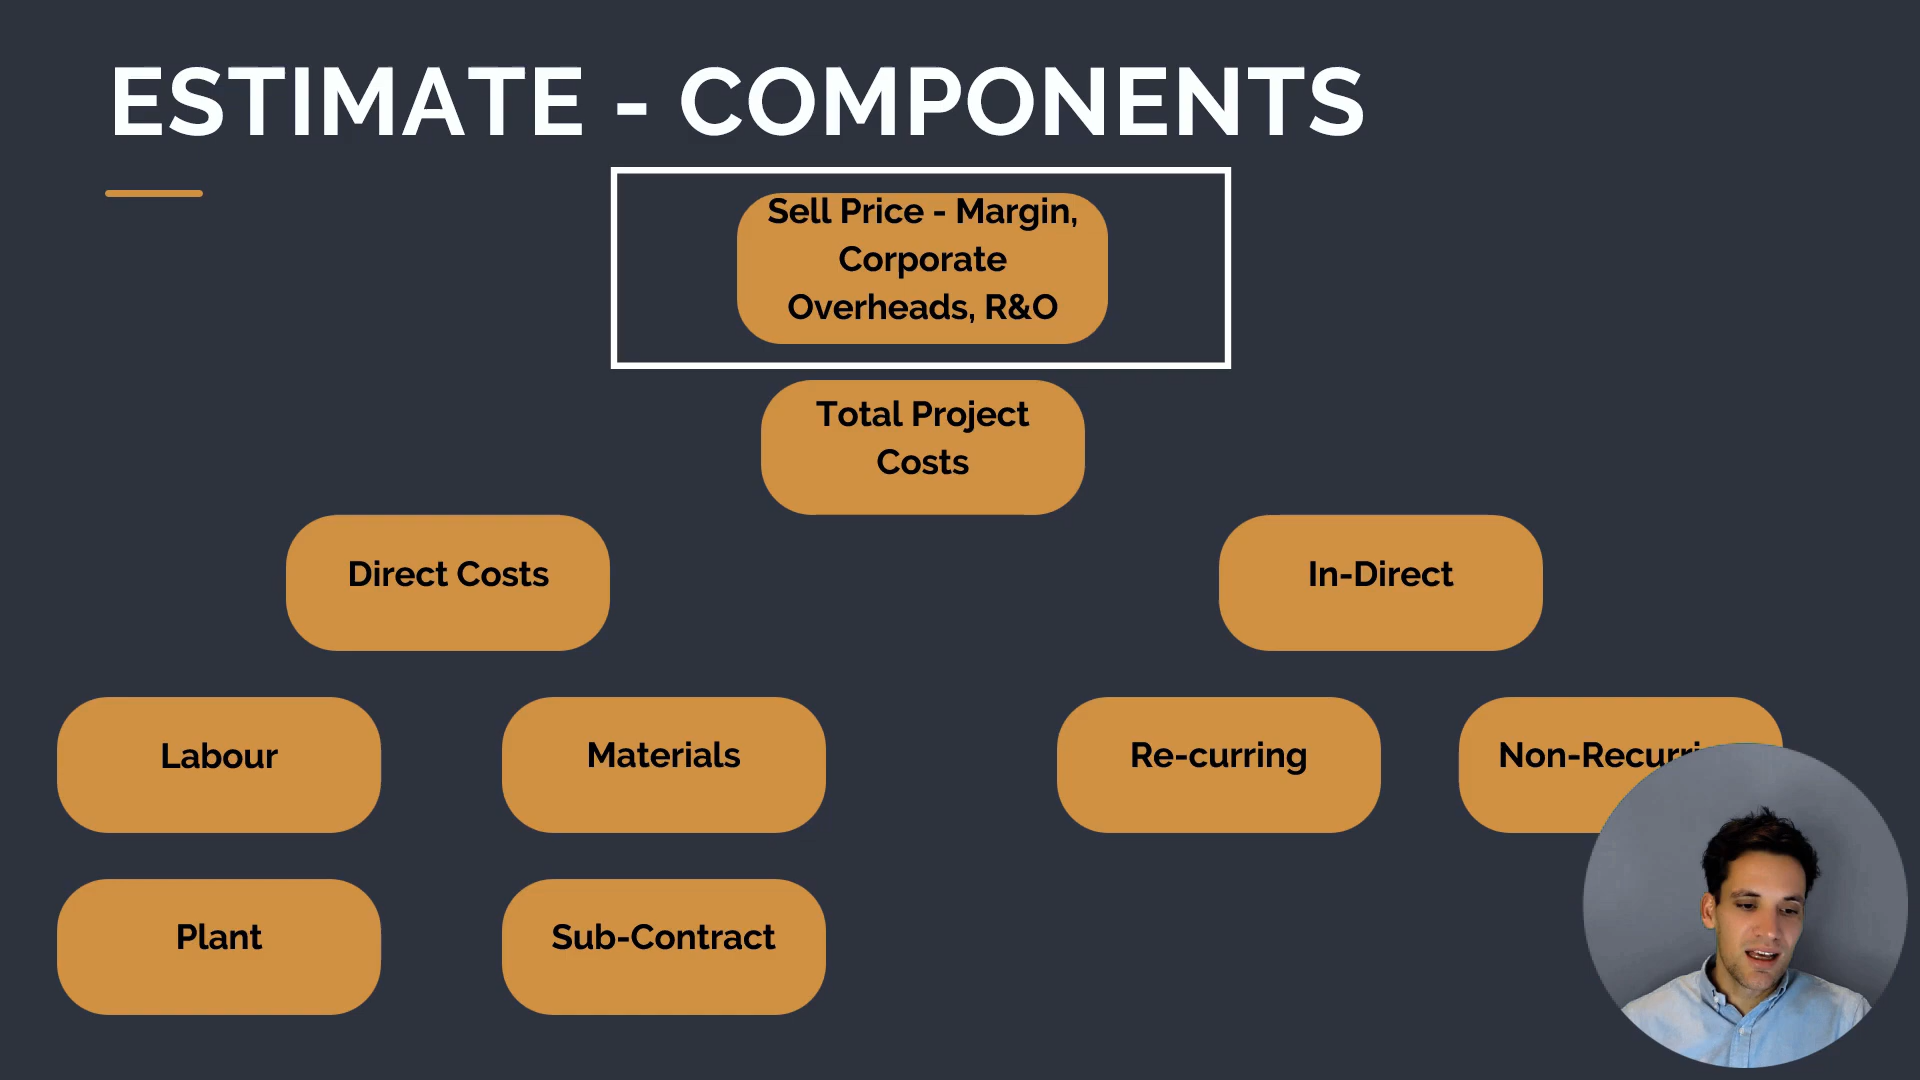 ESTIMATE - COMPONENTS
Sell Price - Margin,
Corporate
Overheads, R&O
Total Project
Costs
Direct Costs
In-Direct
Labour
Materials
Re-curring
Plant
Sub-Contract